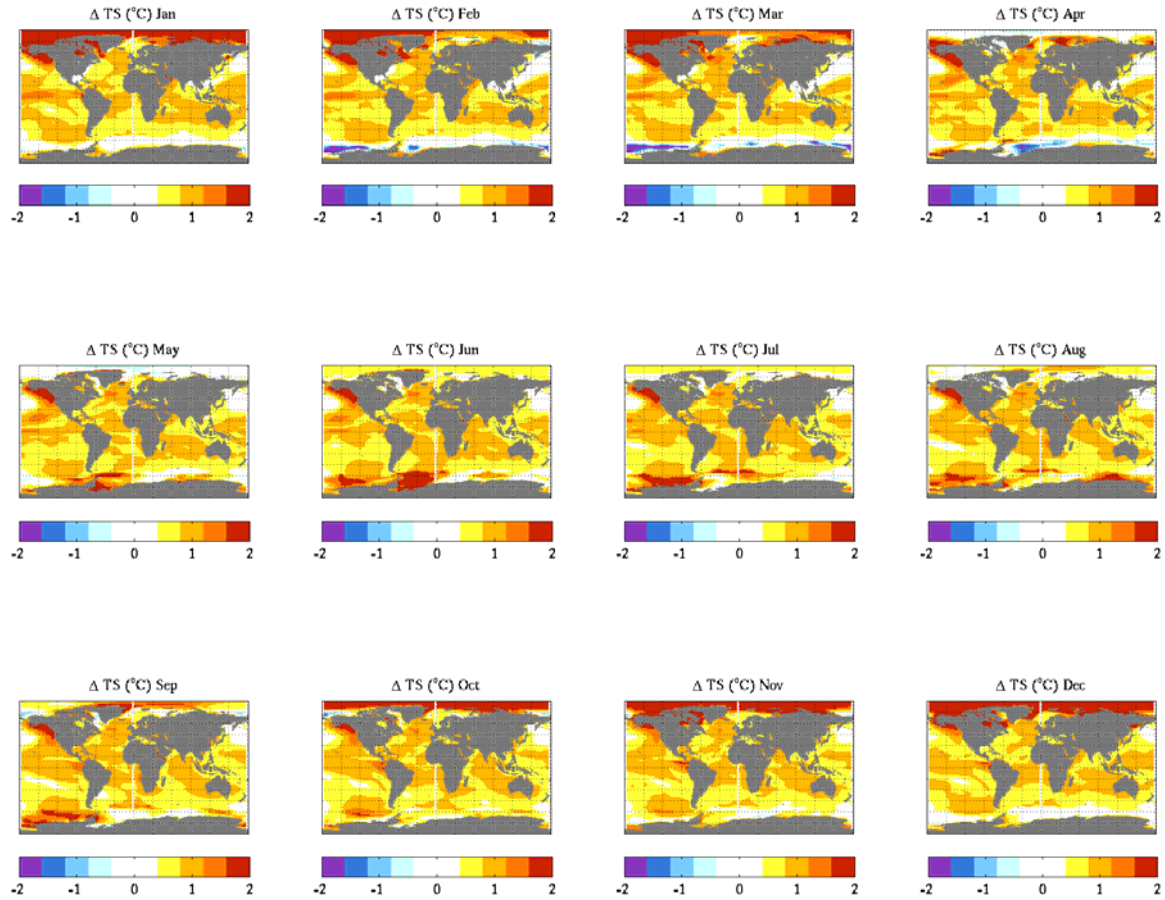 Δ TS (°C) Jan
Δ TS (°C) Feb
Δ TS (°C) Mar
Δ TS (°C) Apr
-2 -1 0 1 2
-2 -1 0 1 2
-2 -1 0 1 2
-2 -1 0 1 2
Δ TS (°C) May
Δ TS (°C) Jun
Δ TS (°C) Jul
Δ TS (°C) Aug
-2 -1 0 1 2
-2 -1 0 1 2
-2 -1 0 1 2
-2 -1 0 1 2
Δ TS (°C) Sep
Δ TS (°C) Oct
Δ TS (°C) Nov
Δ TS (°C) Dec
-2 -1 0 1 2
-2 -1 0 1 2
-2 -1 0 1 2
-2 -1 0 1 2